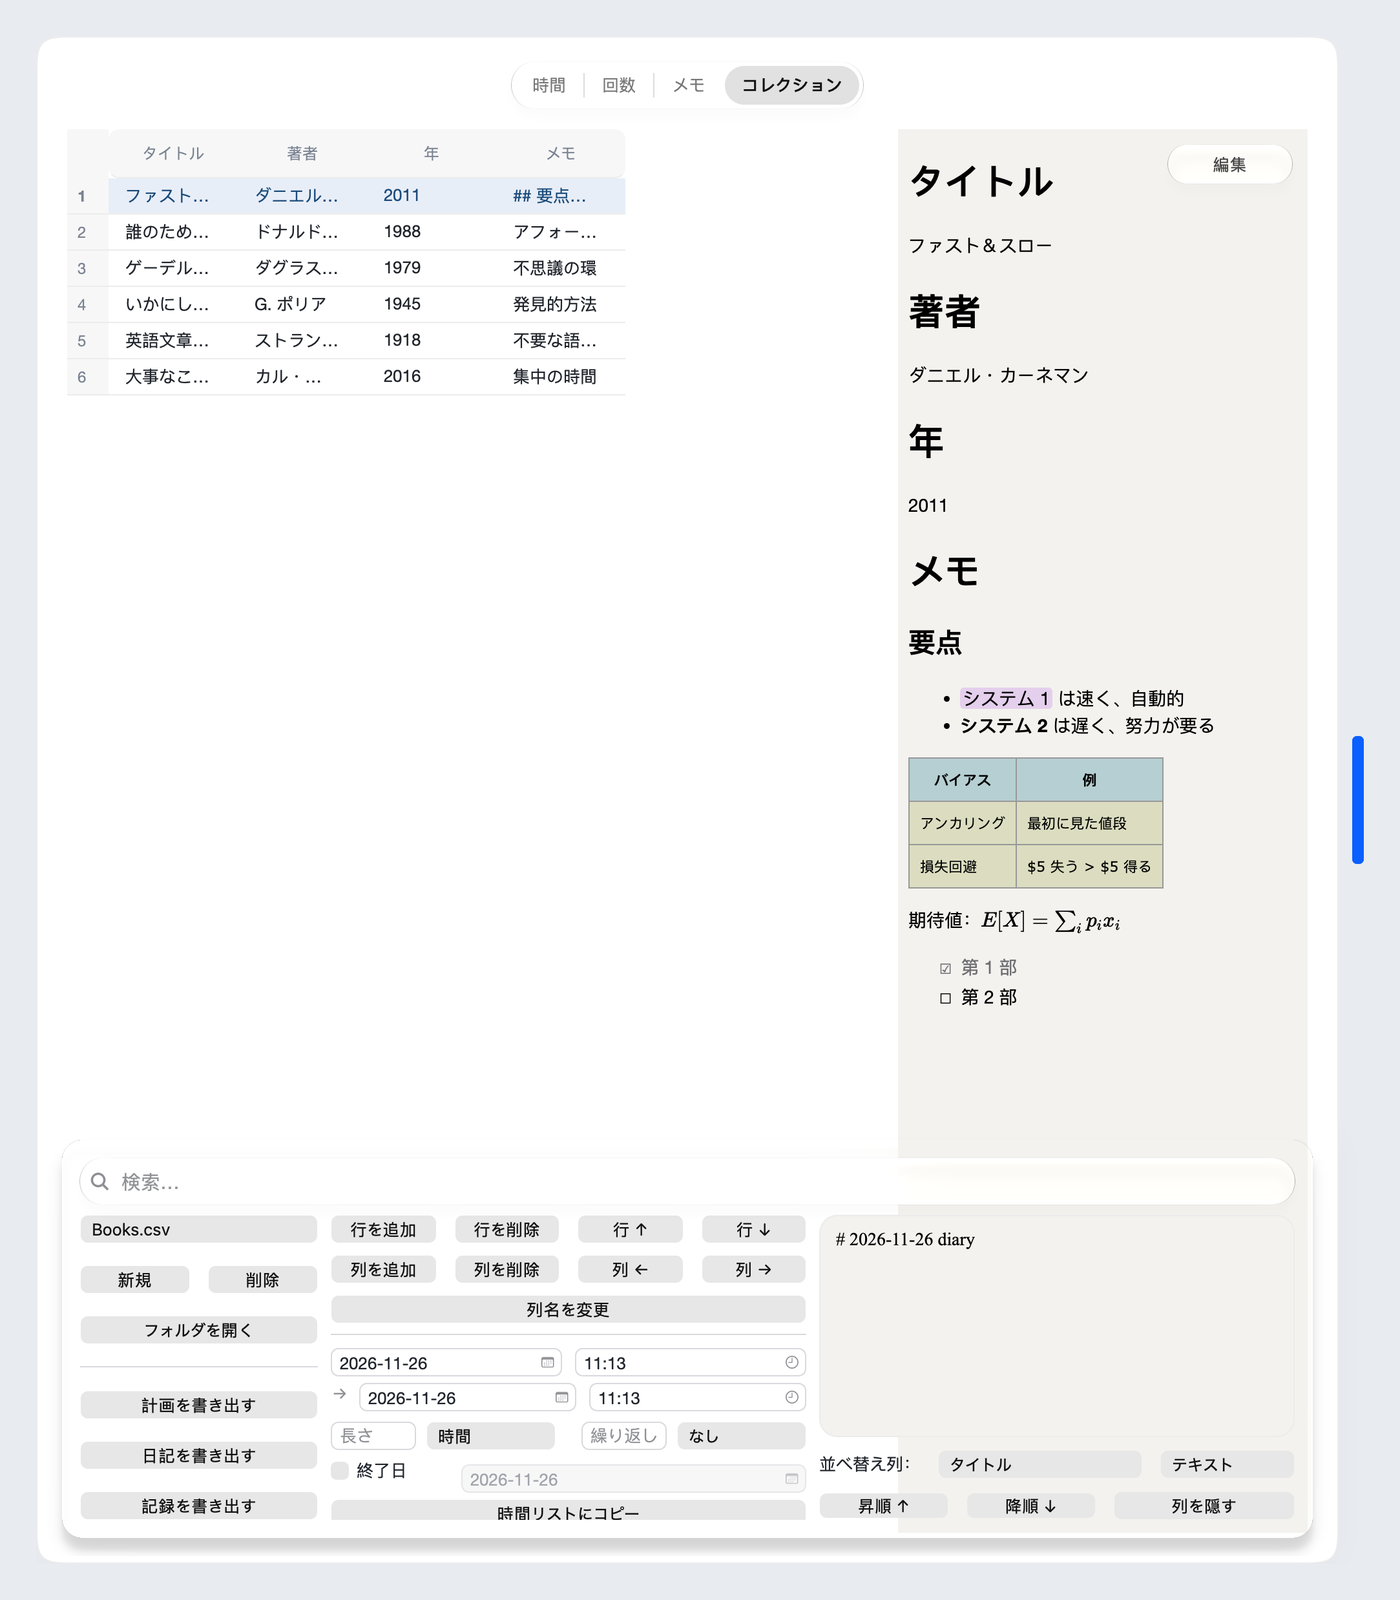 時間 回数 メモ コレクション
タイトル 著者 年 メモ
1 ファスト… ダニエル… 2011 ## 要点…
2 誰のため… ドナルド… 1988 アフォー…
3 ゲーデル… ダグラス… 1979 不思議の環
4 いかにし… G. ポリア 1945 発見的方法
5 英語文章… ストラン… 1918 不要な語…
6 大事なこ… カル・… 2016 集中の時間
編集
タイトル
ファスト＆スロー
著者
ダニエル・カーネマン
年
2011
メモ
要点
• システム 1 は速く、自動的
• システム 2 は遅く、努力が要る
バイアス 例
アンカリング 最初に見た値段
損失回避 $5 失う > $5 得る
期待値： E[X] = ∑ᵢ pᵢxᵢ
☑ 第 1 部
☐ 第 2 部
検索…
Books.csv
新規 削除
フォルダを開く
計画を書き出す
日記を書き出す
記録を書き出す
行を追加 行を削除 行 ↑ 行 ↓
列を追加 列を削除 列 ← 列 →
列名を変更
2026-11-26 11:13
→ 2026-11-26 11:13
長さ 時間 繰り返し なし
終了日 2026-11-26
時間リストにコピー
# 2026-11-26 diary
並べ替え列： タイトル テキスト
昇順 ↑ 降順 ↓ 列を隠す